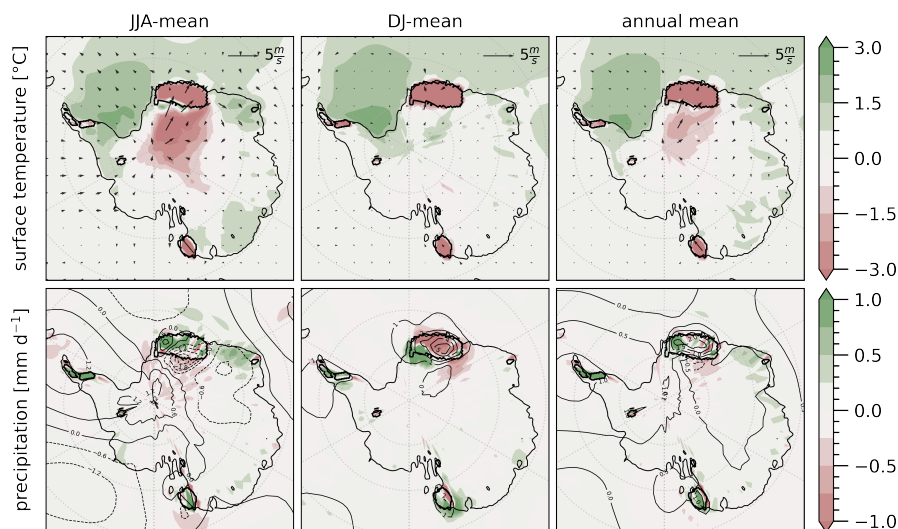 JJA-mean
DJ-mean
annual mean
surface temperature [°C]
5 m/s
5 m/s
5 m/s
3.0
1.5
0.0
−1.5
−3.0
precipitation [mm d⁻¹]
1.0
0.5
0.0
−0.5
−1.0